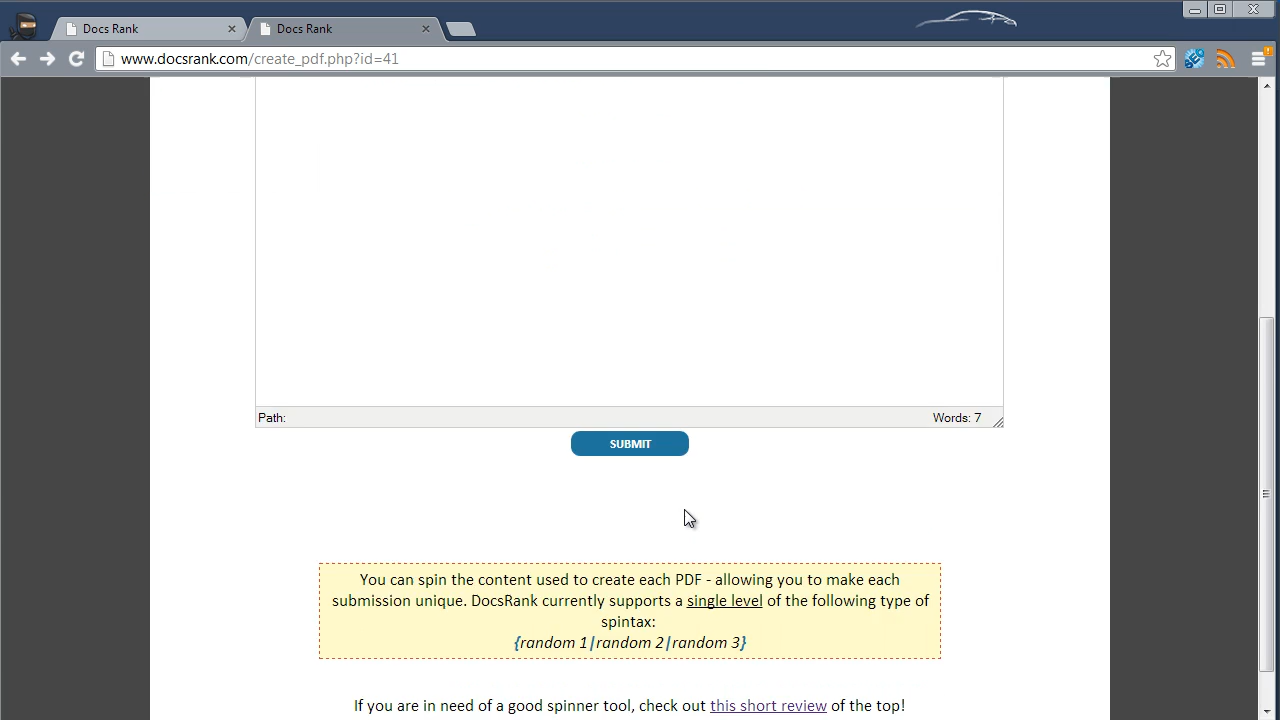 Docs Rank
Docs Rank
www.docsrank.com/create_pdf.php?id=41
Path:
Words: 7
SUBMIT
You can spin the content used to create each PDF - allowing you to make each
submission unique. DocsRank currently supports a single level of the following type of
spintax:
{random 1|random 2|random 3}
If you are in need of a good spinner tool, check out this short review of the top!